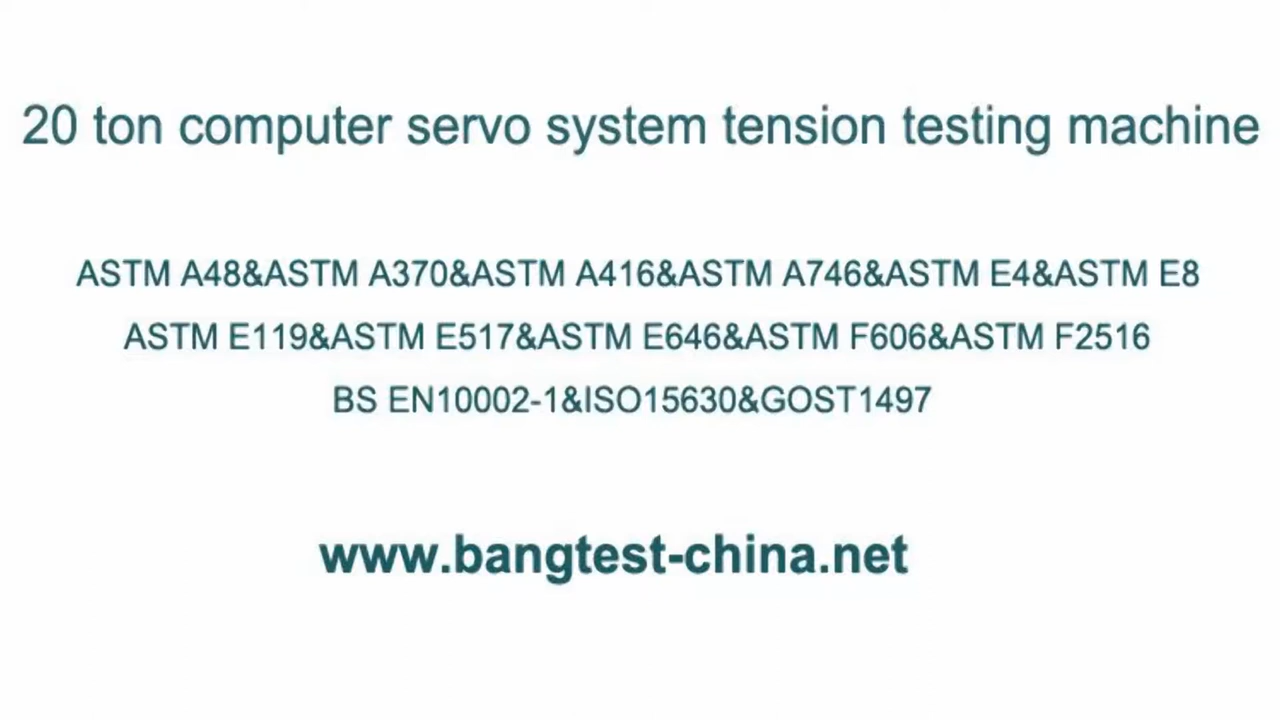 20 ton computer servo system tension testing machine
ASTM A48&ASTM A370&ASTM A416&ASTM A746&ASTM E4&ASTM E8
ASTM E119&ASTM E517&ASTM E646&ASTM F606&ASTM F2516
BS EN10002-1&ISO15630&GOST1497
www.bangtest-china.net